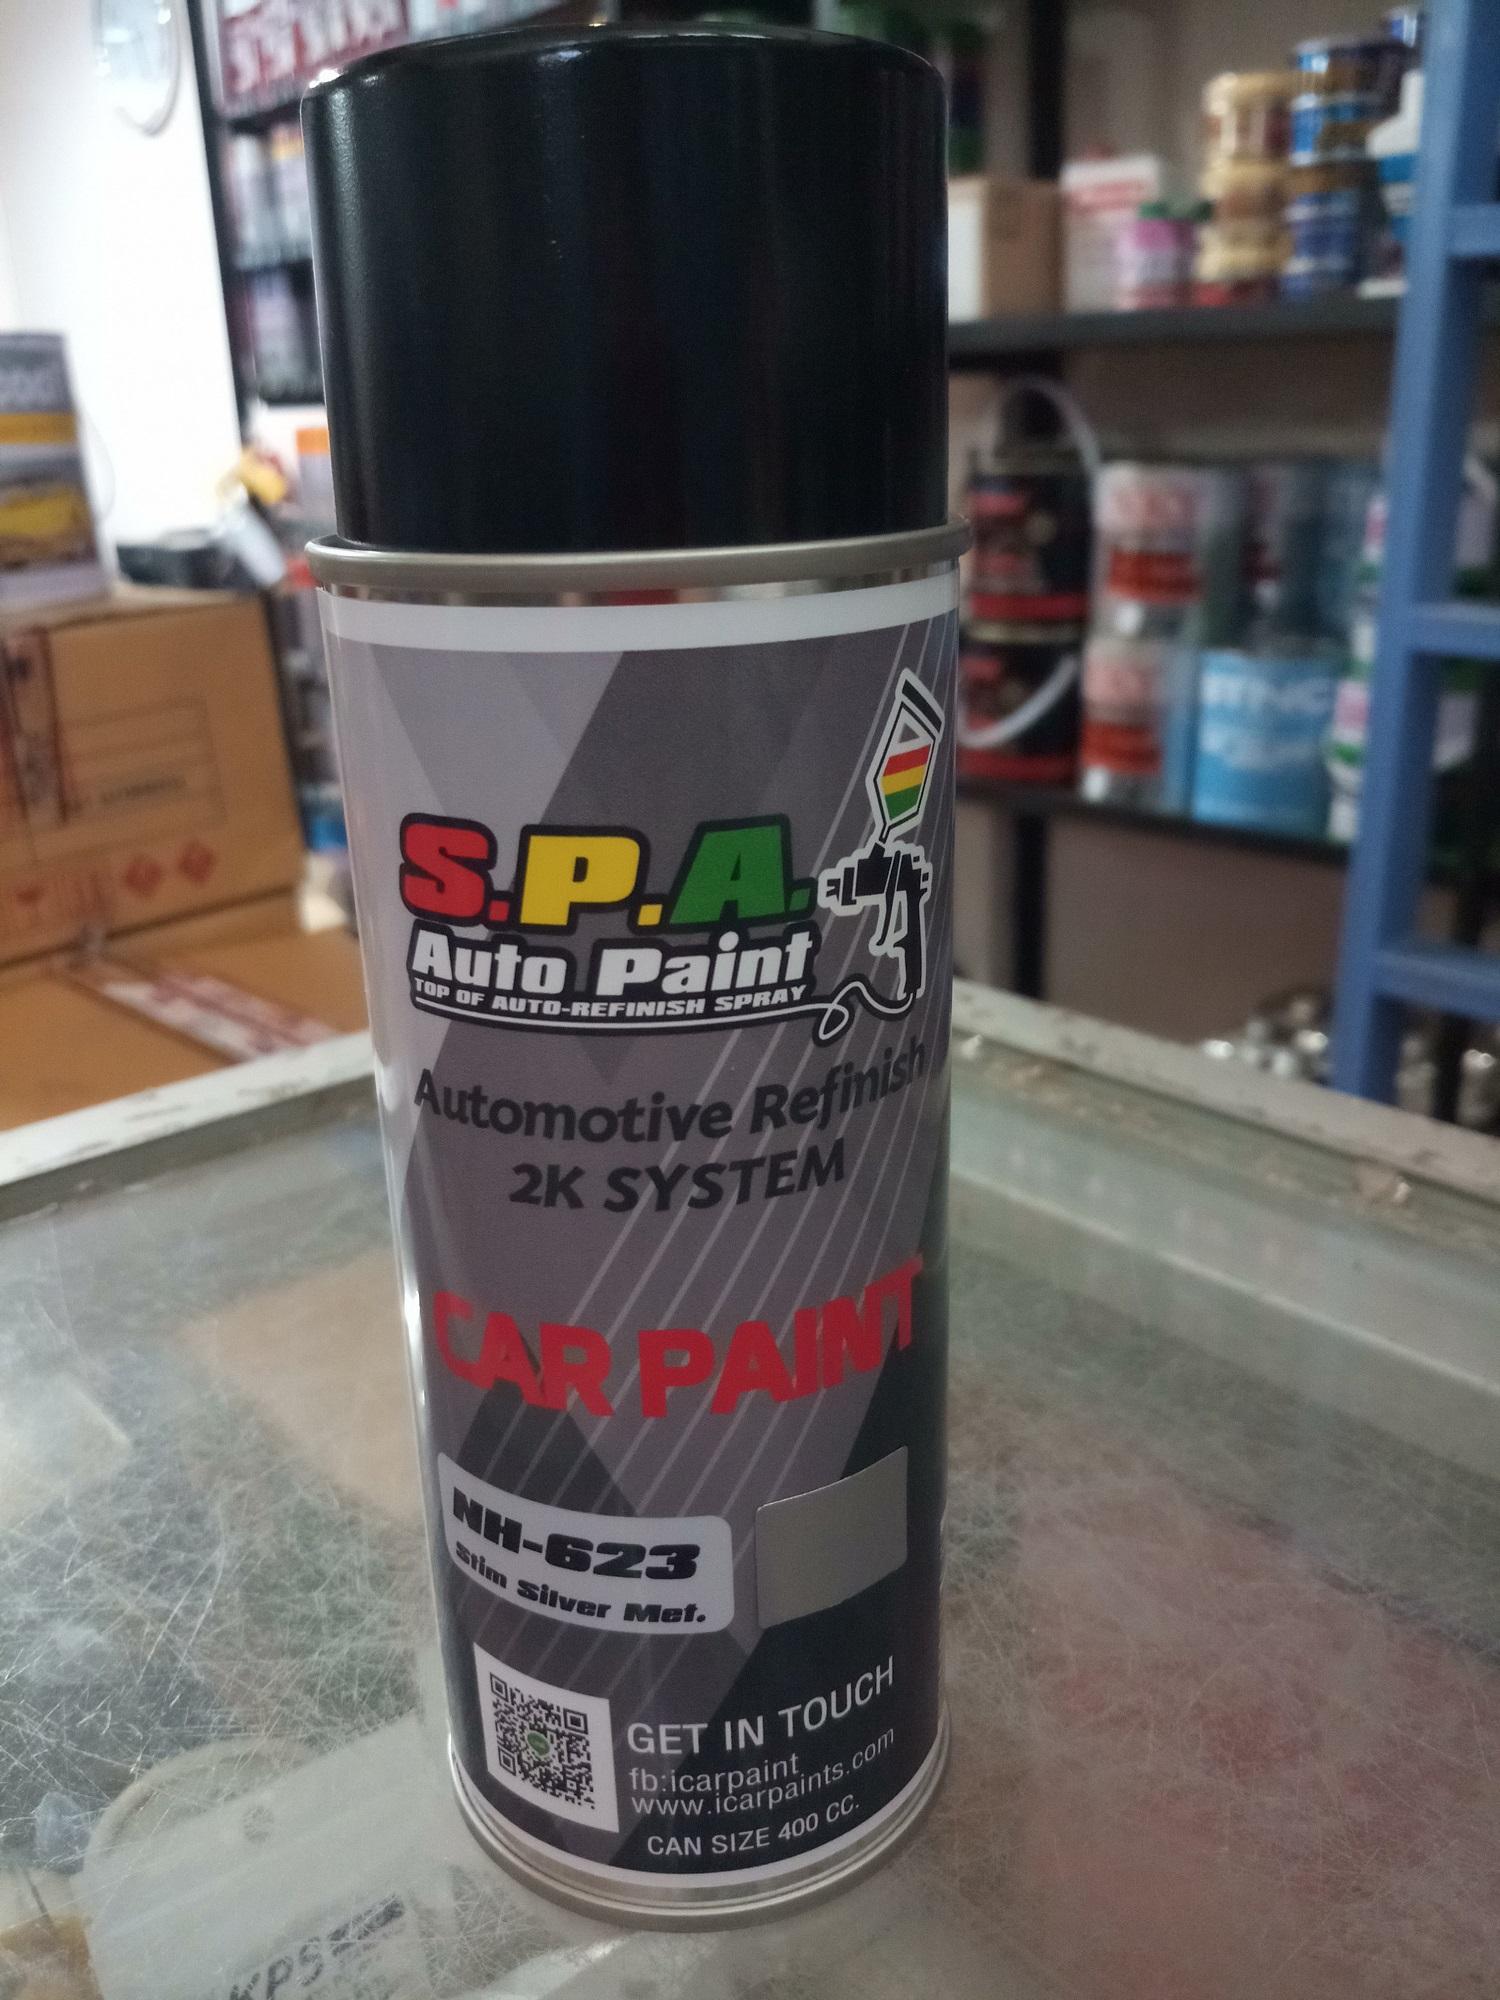 S.P.A.
Auto Paint
TOP OF AUTO-REFINISH SPRAY
Automotive Refinish
2K SYSTEM
CAR PAINT
NH-623
Stim Silver Met.
GET IN TOUCH
fb:icarpaint
www.icarpaints.com
CAN SIZE 400 CC.
KPS